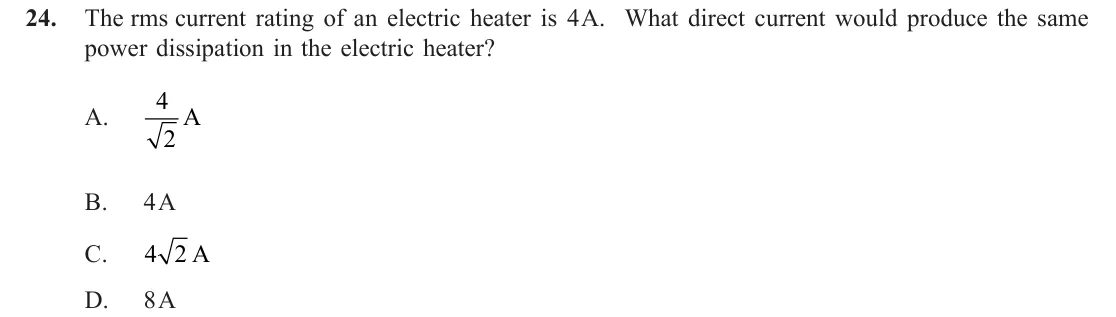 24. The rms current rating of an electric heater is 4A. What direct current would produce the same
power dissipation in the electric heater?
A. 4/√2 A
B. 4A
C. 4√2 A
D. 8A